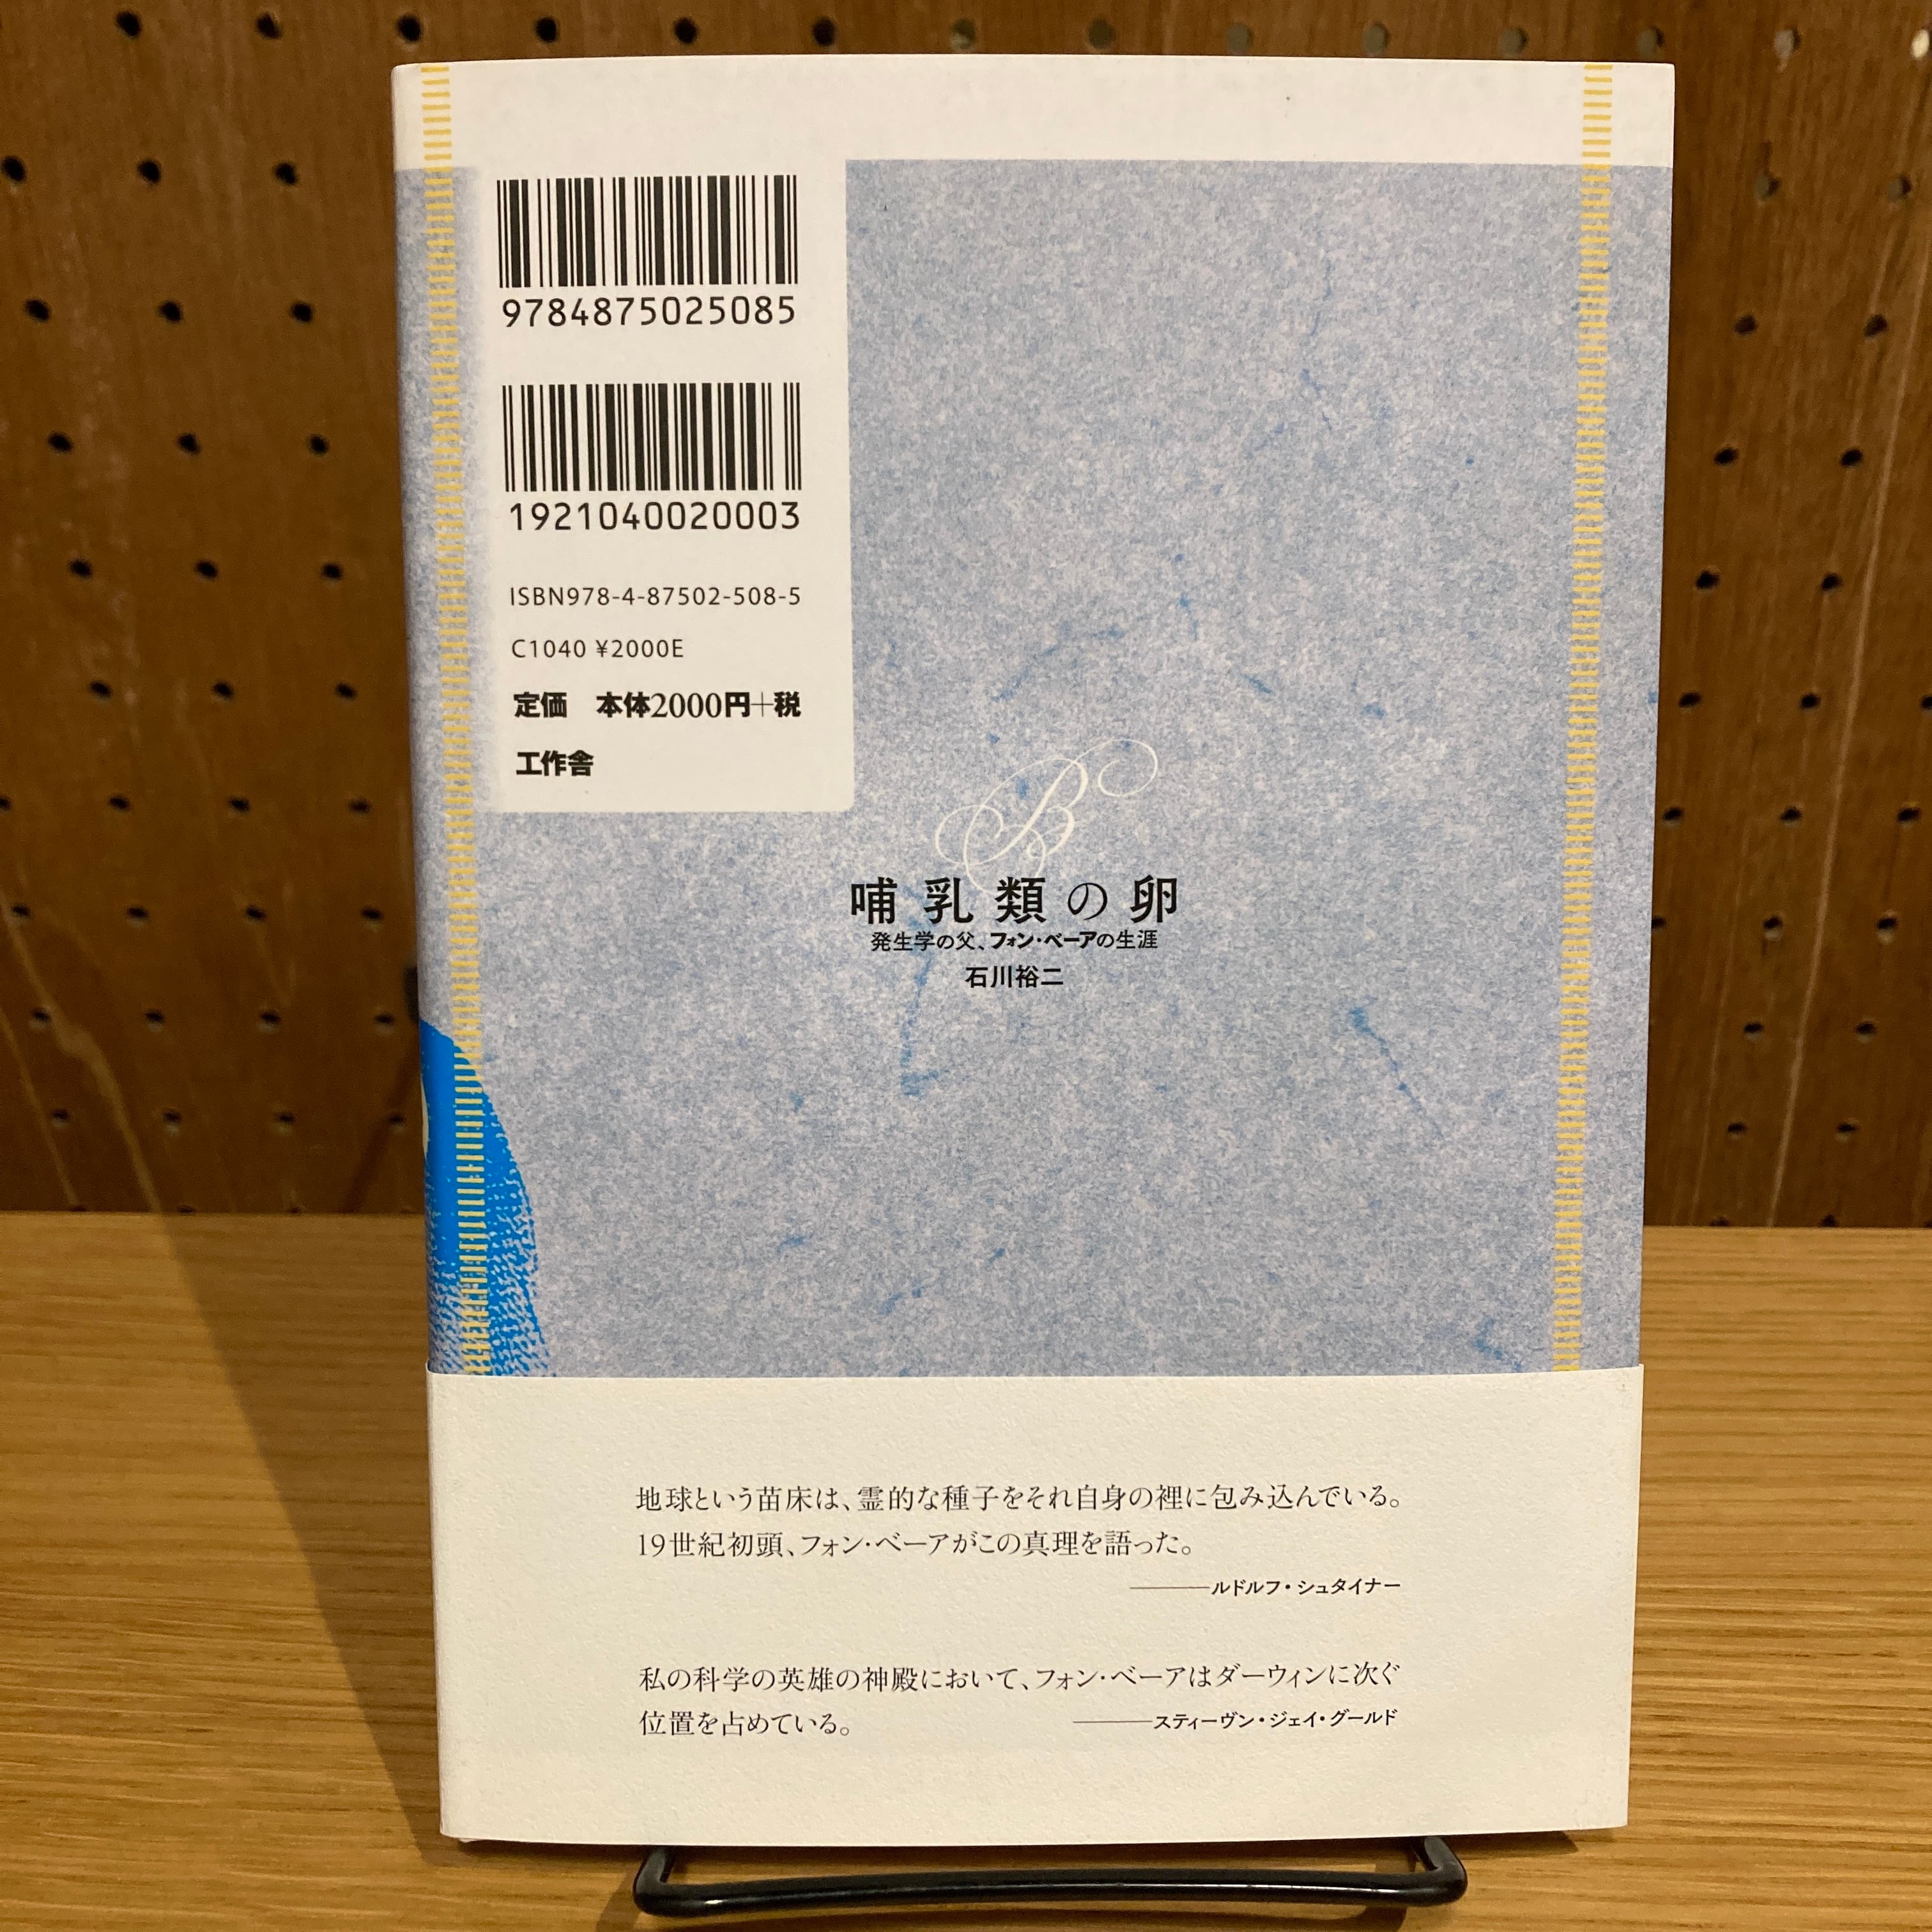 9784875025085
1921040020003
ISBN978-4-87502-508-5
C1040 ¥2000E
定価　本体2000円+税
工作舎
B
哺乳類の卵
発生学の父、フォン・ベーアの生涯
石川裕二
地球という苗床は、霊的な種子をそれ自身の裡に包み込んでいる。
19世紀初頭、フォン・ベーアがこの真理を語った。
———ルドルフ・シュタイナー
私の科学の英雄の神殿において、フォン・ベーアはダーウィンに次ぐ
位置を占めている。　———スティーヴン・ジェイ・グールド